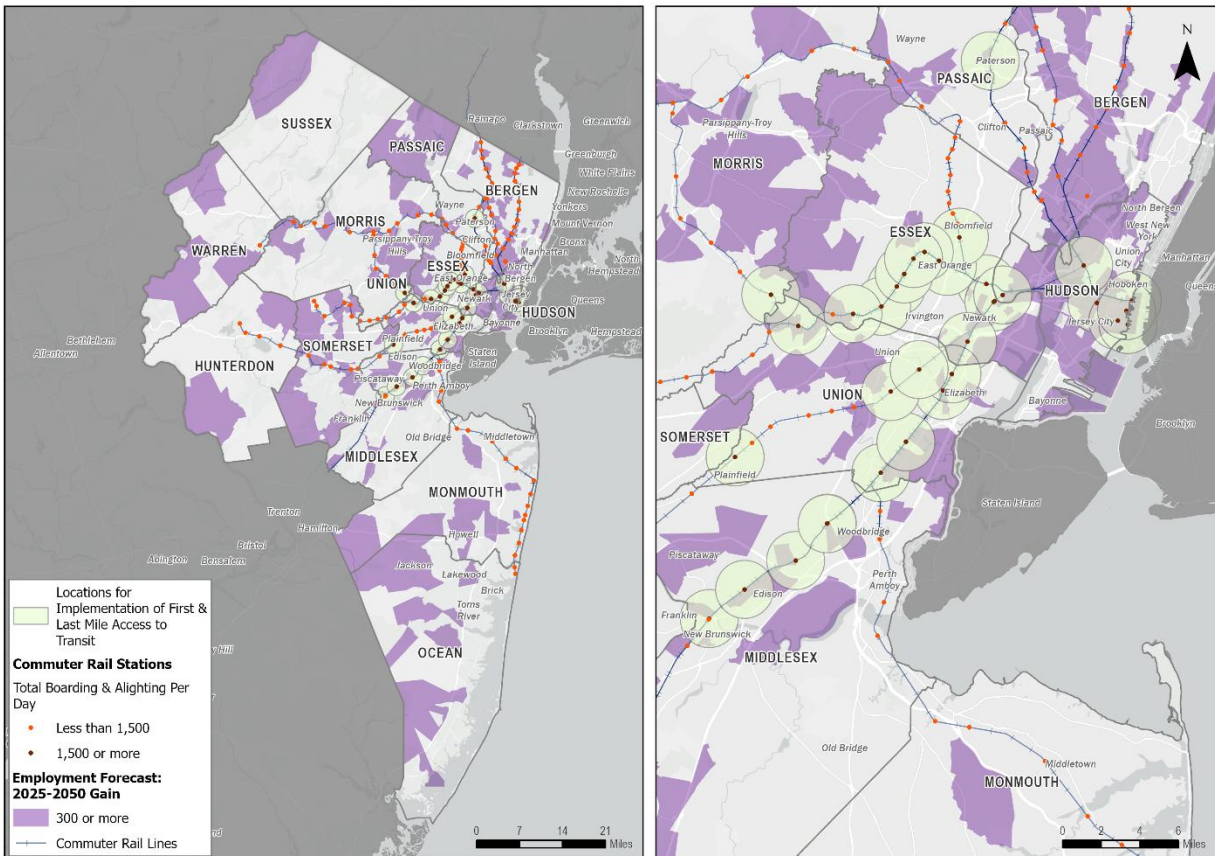 SUSSEX
PASSAIC
Ramapo
Clarkstown
Greenwich
Greenburgh
White Plains
BERGEN
New Rochelle
Wayne
Yonkers
MORRIS
Paterson
Mount Vernon
WARREN
Parsippany-Troy
Hills
Clifton
Bronx
Bloomfield
Manhattan
ESSEX
North
Bergen
North
Hempstead
East Orange
UNION
Newark
Jersey
City
Queens
HUDSON
Union
Bayonne
Brooklyn
Hempstead
Elizabeth
Bethlehem
Allentown
SOMERSET
Plainfield
Staten
Island
Edison
Woodbridge
HUNTERDON
Piscataway
Perth Amboy
New Brunswick
Franklin
Old Bridge
Middletown
MIDDLESEX
MONMOUTH
Trenton
Hamilton
Howell
Bristol
Abington
Bensalem
Jackson
Lakewood
Brick
Toms
River
OCEAN
Locations for
Implementation of First &
Last Mile Access to
Transit
Commuter Rail Stations
Total Boarding & Alighting Per
Day
Less than 1,500
1,500 or more
Employment Forecast:
2025-2050 Gain
300 or more
Commuter Rail Lines
0 7 14 21
Miles
N
Wayne
PASSAIC
Paterson
BERGEN
Parsippany-Troy
Hills
Clifton
Passaic
MORRIS
Bloomfield
North Bergen
West New
York
ESSEX
East Orange
Union
City
Manhattan
HUDSON
Hoboken
Queens
Irvington
Newark
Jersey City
Union
UNION
Elizabeth
Bayonne
SOMERSET
Brooklyn
Plainfield
Staten Island
Woodbridge
Piscataway
Perth
Amboy
Edison
Franklin
New Brunswick
MIDDLESEX
Old Bridge
Middletown
MONMOUTH
0 2 4 6
Miles